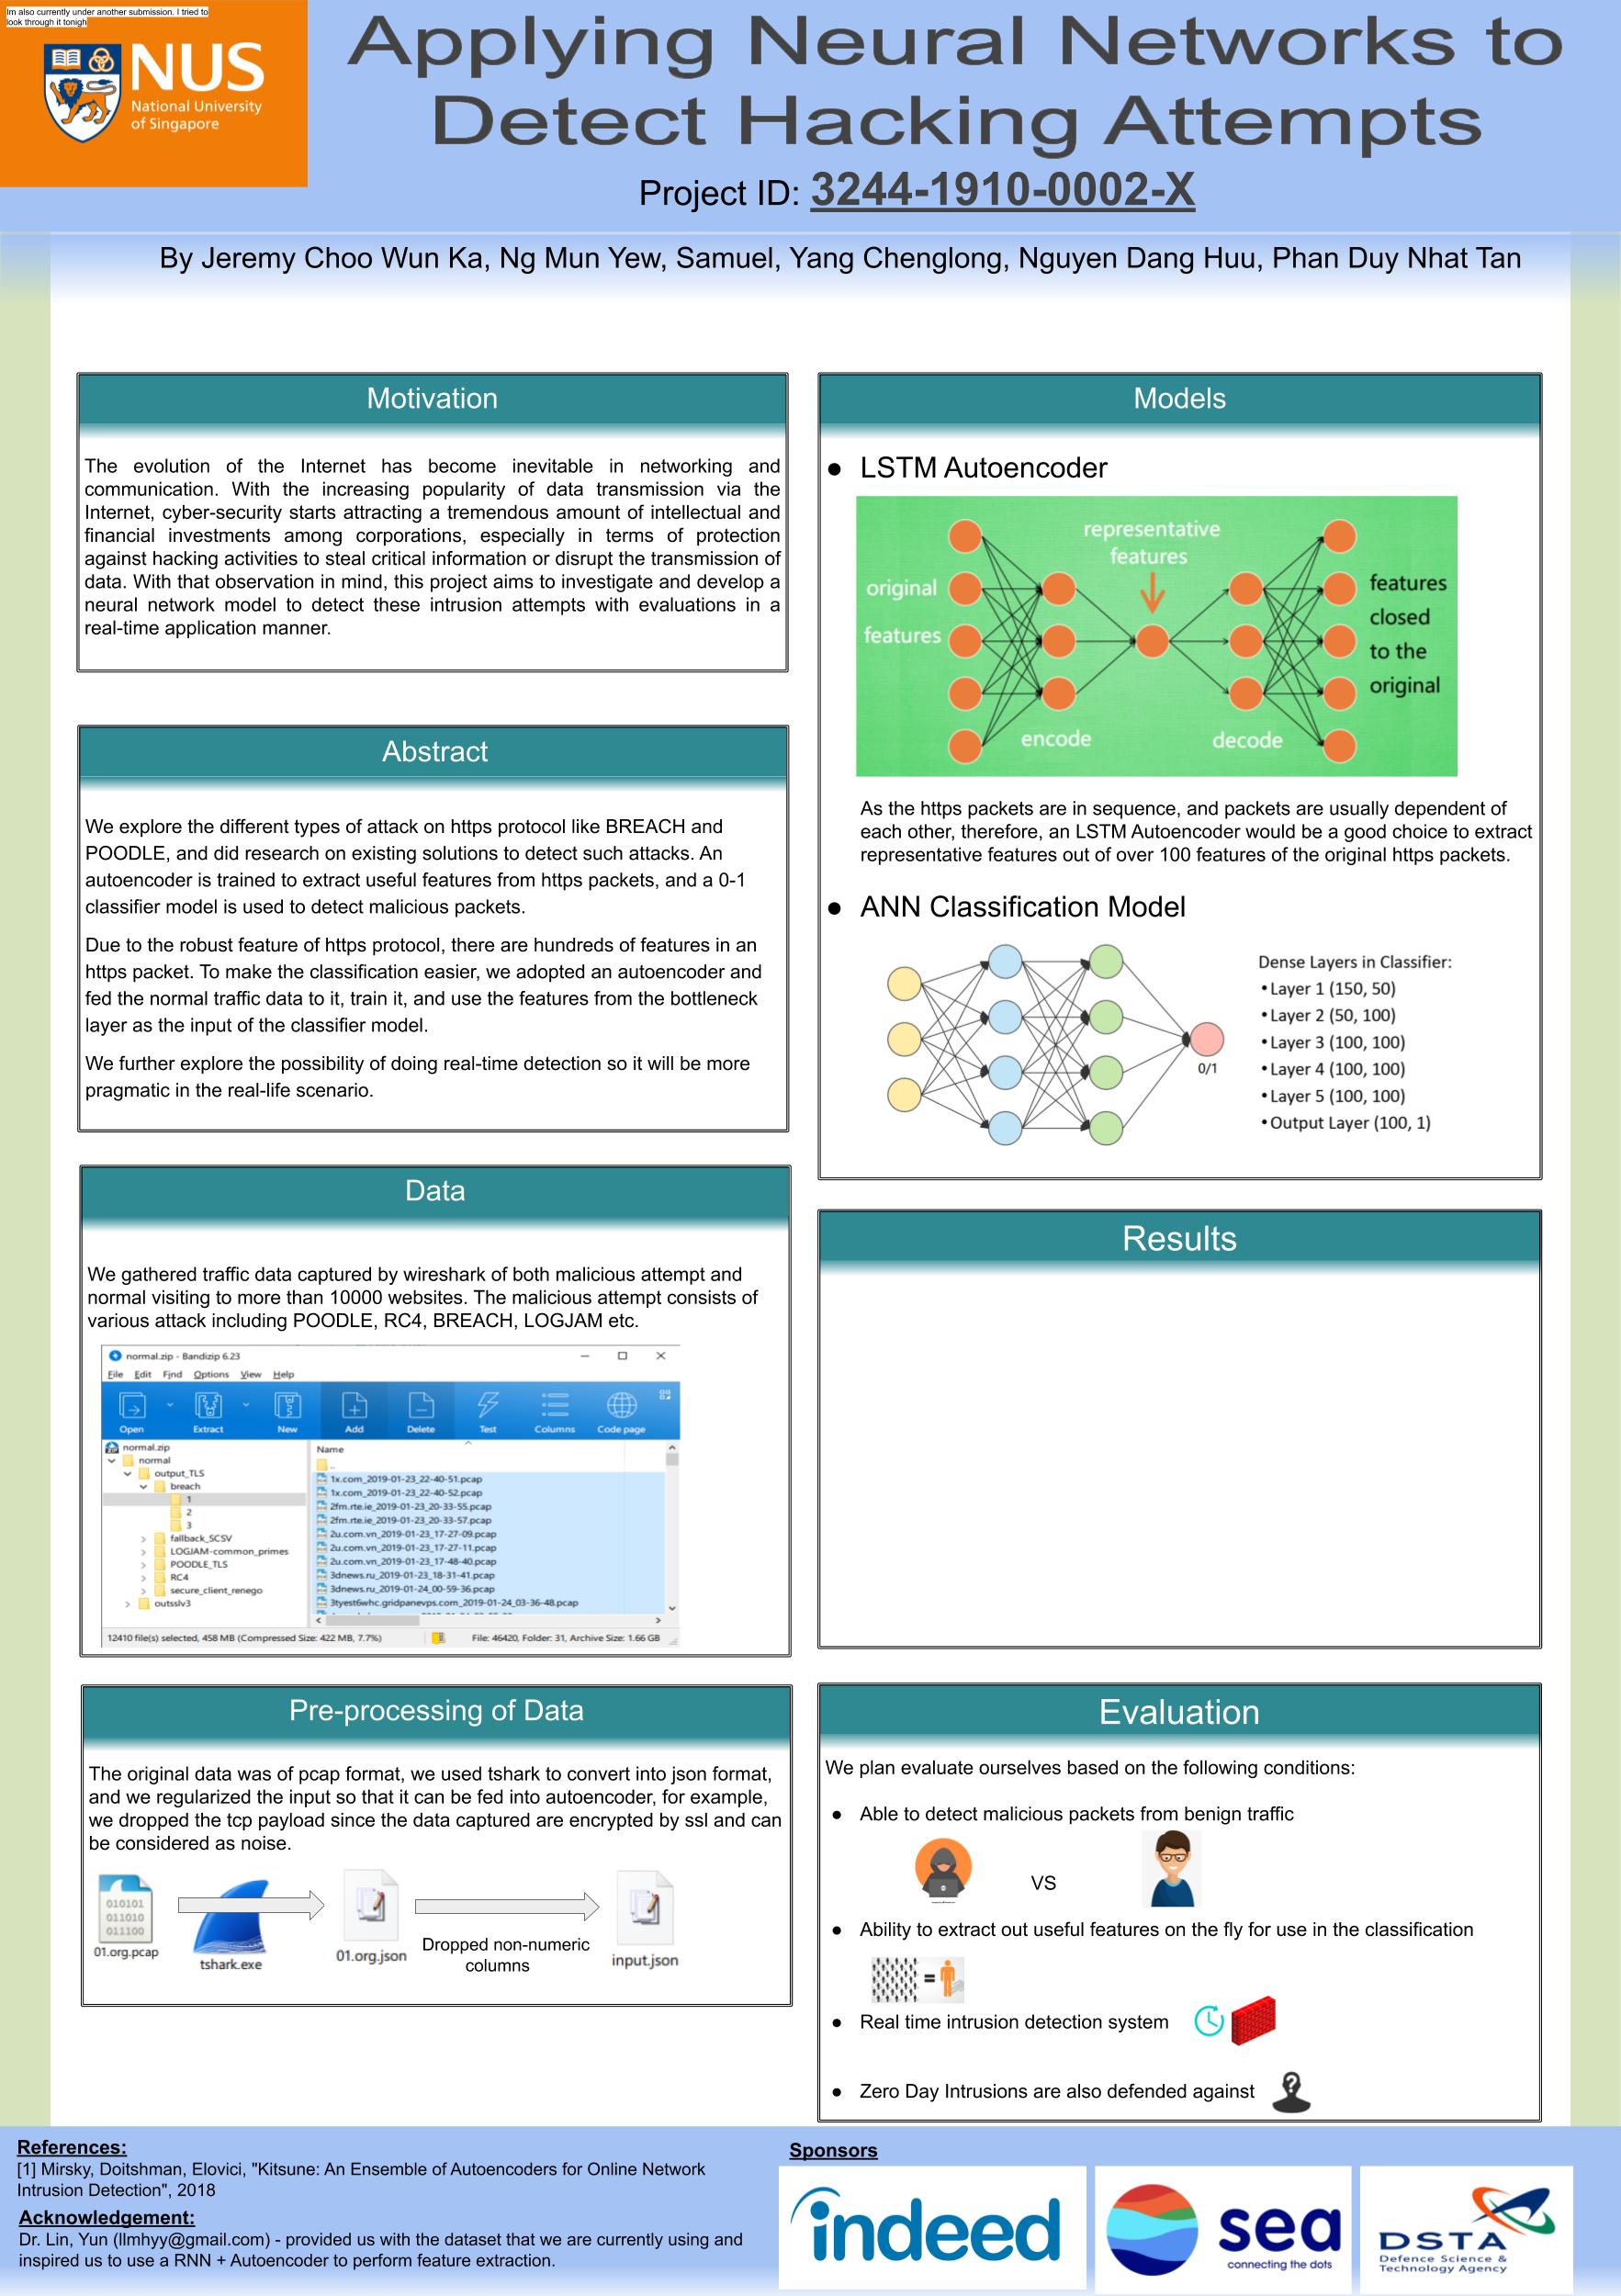 Im also currently under another submission. I tried to
look through it tonigh
NUS
National University
of Singapore
Applying Neural Networks to
Detect Hacking Attempts
Project ID: 3244-1910-0002-X
By Jeremy Choo Wun Ka, Ng Mun Yew, Samuel, Yang Chenglong, Nguyen Dang Huu, Phan Duy Nhat Tan
Motivation
The evolution of the Internet has become inevitable in networking and
communication. With the increasing popularity of data transmission via the
Internet, cyber-security starts attracting a tremendous amount of intellectual and
financial investments among corporations, especially in terms of protection
against hacking activities to steal critical information or disrupt the transmission of
data. With that observation in mind, this project aims to investigate and develop a
neural network model to detect these intrusion attempts with evaluations in a
real-time application manner.
Abstract
We explore the different types of attack on https protocol like BREACH and
POODLE, and did research on existing solutions to detect such attacks. An
autoencoder is trained to extract useful features from https packets, and a 0-1
classifier model is used to detect malicious packets.
Due to the robust feature of https protocol, there are hundreds of features in an
https packet. To make the classification easier, we adopted an autoencoder and
fed the normal traffic data to it, train it, and use the features from the bottleneck
layer as the input of the classifier model.
We further explore the possibility of doing real-time detection so it will be more
pragmatic in the real-life scenario.
Data
We gathered traffic data captured by wireshark of both malicious attempt and
normal visiting to more than 10000 websites. The malicious attempt consists of
various attack including POODLE, RC4, BREACH, LOGJAM etc.
normal.zip - Bandizip 6.23
File Edit Find Options View Help
Open Extract New Add Delete Test Columns Code page
normal.zip
normal
output_TLS
breach
1
2
3
fallback_SCSV
LOGJAM-common_primes
POODLE_TLS
RC4
secure_client_renego
outsslv3
Name
..
1x.com_2019-01-23_22-40-51.pcap
1x.com_2019-01-23_22-40-52.pcap
2fm.rte.ie_2019-01-23_20-33-55.pcap
2fm.rte.ie_2019-01-23_20-33-57.pcap
2u.com.vn_2019-01-23_17-27-09.pcap
2u.com.vn_2019-01-23_17-27-11.pcap
2u.com.vn_2019-01-23_17-48-40.pcap
3dnews.ru_2019-01-23_18-31-41.pcap
3dnews.ru_2019-01-24_00-59-36.pcap
3tyest6whc.gridpanevps.com_2019-01-24_03-36-48.pcap
12410 file(s) selected, 458 MB (Compressed Size: 422 MB, 7.7%)
File: 46420, Folder: 31, Archive Size: 1.66 GB
Pre-processing of Data
The original data was of pcap format, we used tshark to convert into json format,
and we regularized the input so that it can be fed into autoencoder, for example,
we dropped the tcp payload since the data captured are encrypted by ssl and can
be considered as noise.
010101
011010
011100
01.org.pcap
tshark.exe
01.org.json
Dropped non-numeric
columns
input.json
Models
● LSTM Autoencoder
original
features
representative
features
encode
decode
features
closed
to the
original
As the https packets are in sequence, and packets are usually dependent of
each other, therefore, an LSTM Autoencoder would be a good choice to extract
representative features out of over 100 features of the original https packets.
● ANN Classification Model
0/1
Dense Layers in Classifier:
•Layer 1 (150, 50)
•Layer 2 (50, 100)
•Layer 3 (100, 100)
•Layer 4 (100, 100)
•Layer 5 (100, 100)
•Output Layer (100, 1)
Results
Evaluation
We plan evaluate ourselves based on the following conditions:
● Able to detect malicious packets from benign traffic
VS
● Ability to extract out useful features on the fly for use in the classification
=
● Real time intrusion detection system
● Zero Day Intrusions are also defended against
?
References:
[1] Mirsky, Doitshman, Elovici, "Kitsune: An Ensemble of Autoencoders for Online Network
Intrusion Detection", 2018
Acknowledgement:
Dr. Lin, Yun (llmhyy@gmail.com) - provided us with the dataset that we are currently using and
inspired us to use a RNN + Autoencoder to perform feature extraction.
Sponsors
indeed
sea
connecting the dots
DSTA
Defence Science &
Technology Agency